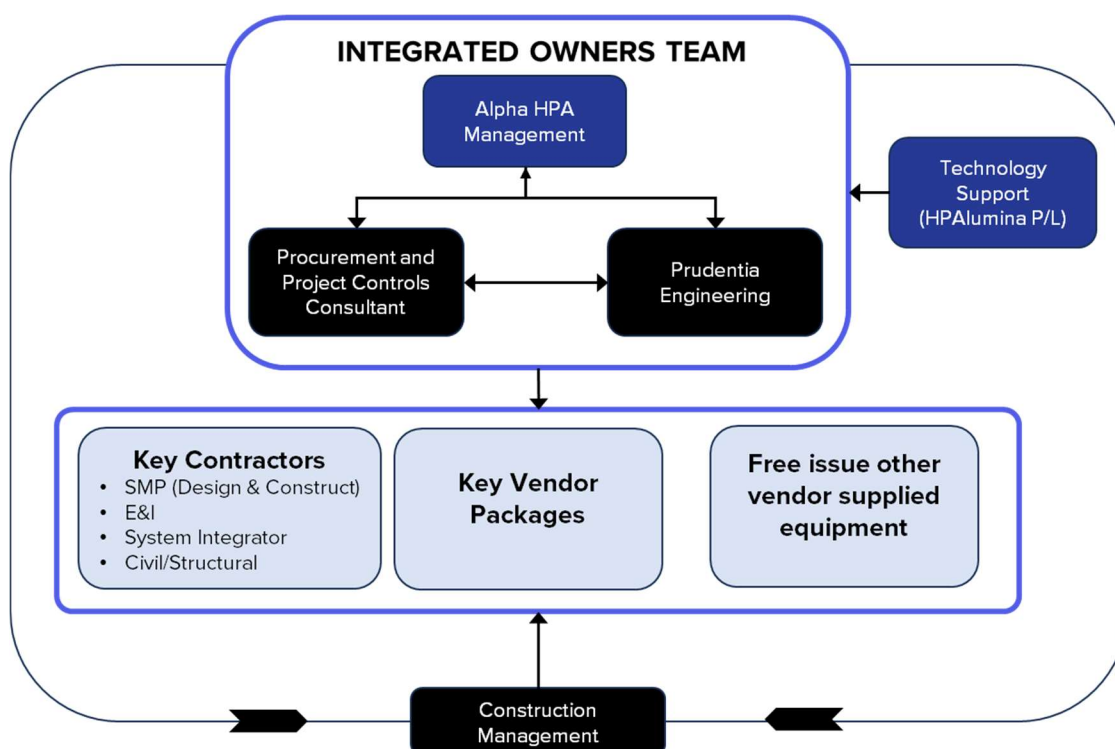 INTEGRATED OWNERS TEAM
Alpha HPA
Management
Technology
Support
(HPAlumina P/L)
Procurement and
Project Controls
Consultant
Prudentia
Engineering
Key Contractors
• SMP (Design & Construct)
• E&I
• System Integrator
• Civil/Structural
Key Vendor
Packages
Free issue other
vendor supplied
equipment
Construction
Management